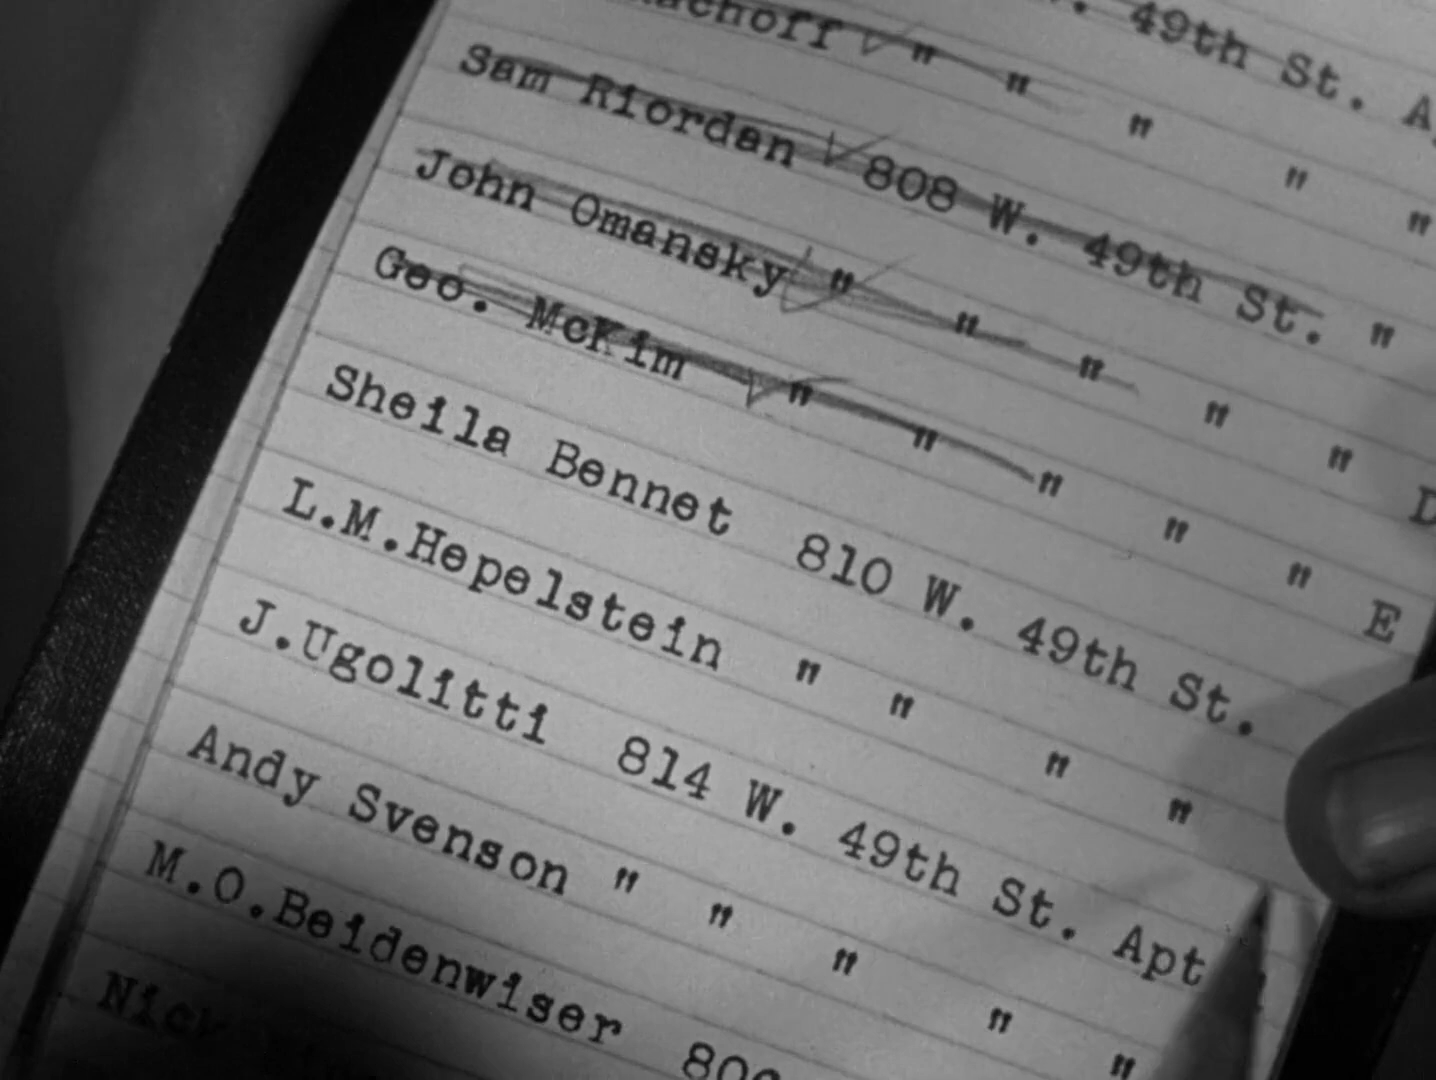 49th St.
" " " " "
Sam Riordan 808 W. 49th St. "
John Omansky " " " " " D
Geo. McKim " " " " " E
Sheila Bennet 810 W. 49th St.
L.M.Hepelstein " " " "
J.Ugolitti 814 W. 49th St. Apt
Andy Svenson " " " " "
M.O.Beidenwiser
Nick